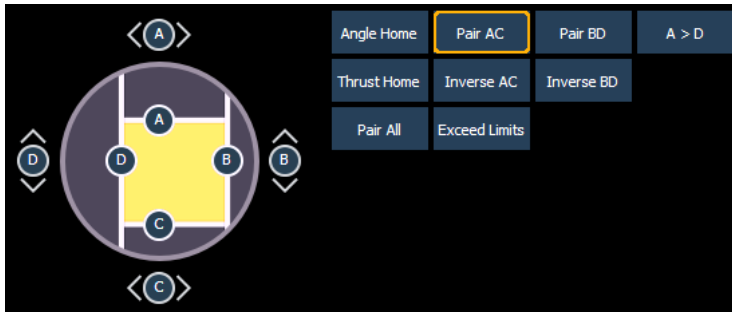 A
Angle Home
Pair AC
Pair BD
A > D
Thrust Home
Inverse AC
Inverse BD
A
Pair All
Exceed Limits
D
D
B
B
C
C